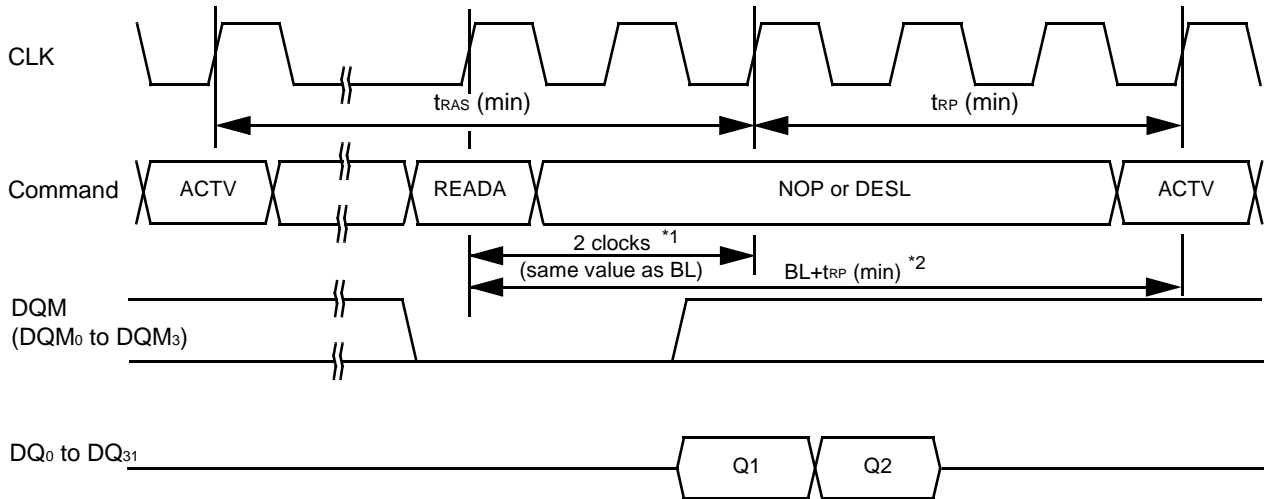 CLK
tRAS (min)
tRP (min)
Command
ACTV
READA
NOP or DESL
ACTV
2 clocks *1
(same value as BL)
BL+tRP (min) *2
DQM
(DQM0 to DQM3)
DQ0 to DQ31
Q1
Q2